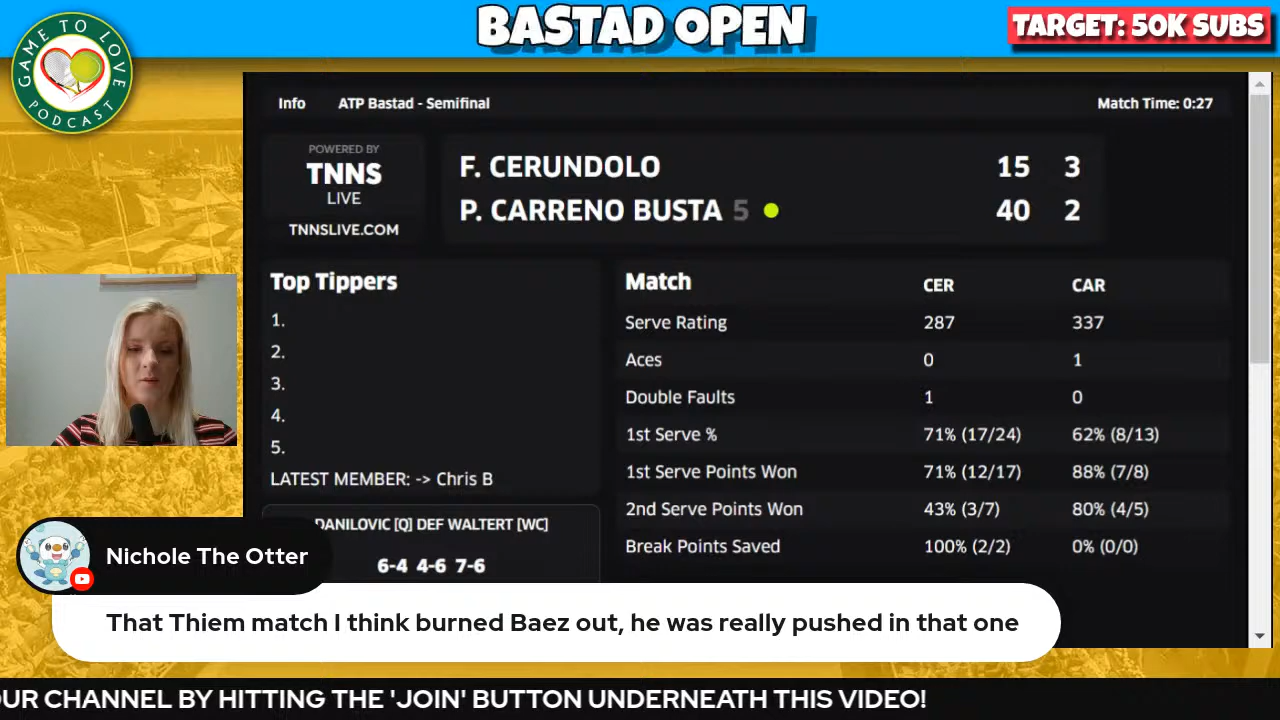 BASTAD OPEN
TARGET: 50K SUBS
GAME TO LOVE
PODCAST
Info ATP Bastad - Semifinal Match Time: 0:27
POWERED BY
TNNS
LIVE
TNNSLIVE.COM
F. CERUNDOLO 15 3
P. CARRENO BUSTA 5 40 2
Top Tippers
1.
2.
3.
4.
5.
LATEST MEMBER: -> Chris B
DANILOVIC [Q] DEF WALTERT [WC]
6-4 4-6 7-6
Match CER CAR
Serve Rating 287 337
Aces 0 1
Double Faults 1 0
1st Serve % 71% (17/24) 62% (8/13)
1st Serve Points Won 71% (12/17) 88% (7/8)
2nd Serve Points Won 43% (3/7) 80% (4/5)
Break Points Saved 100% (2/2) 0% (0/0)
Nichole The Otter
That Thiem match I think burned Baez out, he was really pushed in that one
OUR CHANNEL BY HITTING THE 'JOIN' BUTTON UNDERNEATH THIS VIDEO!